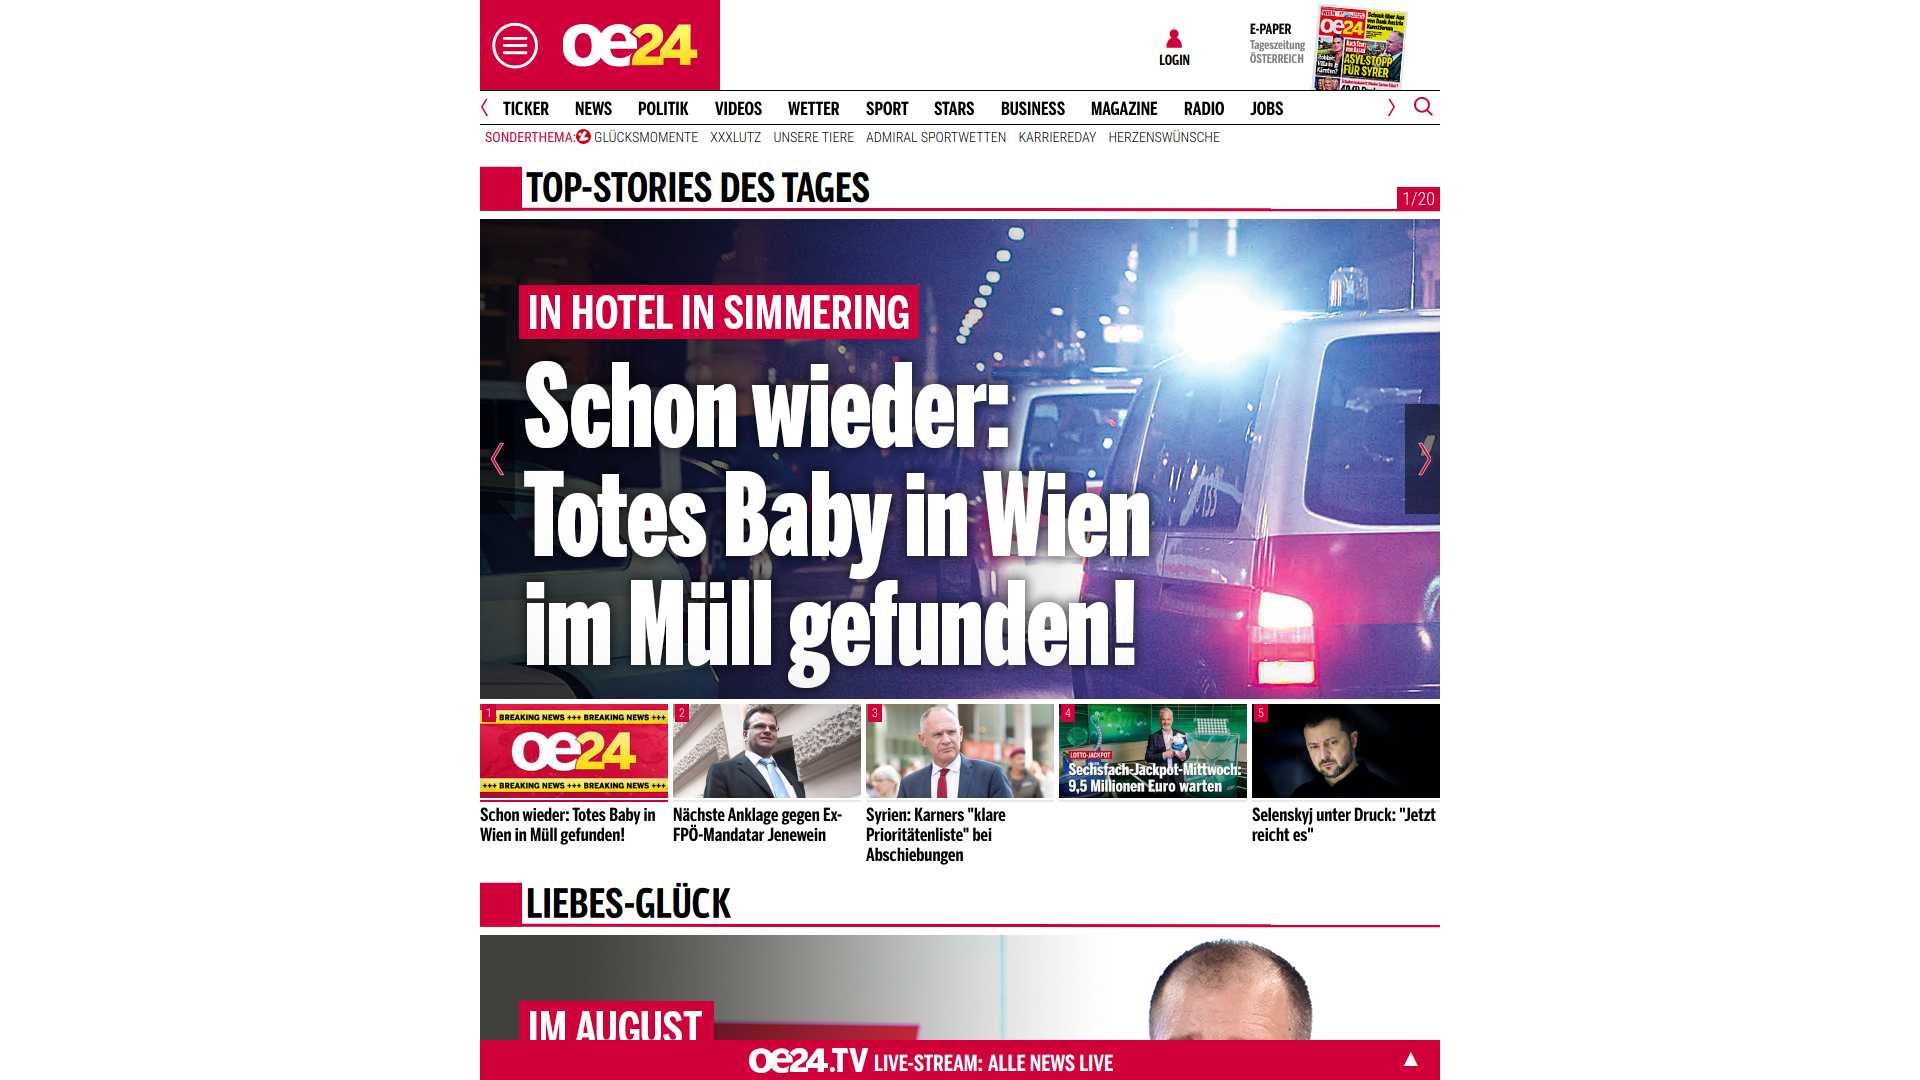 oe24
LOGIN
E-PAPER
Tageszeitung
ÖSTERREICH
WIEN
oe24
ASYL-STOPP
FÜR SYRER
TICKER NEWS POLITIK VIDEOS WETTER SPORT STARS BUSINESS MAGAZINE RADIO JOBS
SONDERTHEMA: GLÜCKSMOMENTE XXXLUTZ UNSERE TIERE ADMIRAL SPORTWETTEN KARRIEREDAY HERZENSWÜNSCHE
TOP-STORIES DES TAGES
1/20
IN HOTEL IN SIMMERING
Schon wieder:
Totes Baby in Wien
im Müll gefunden!
1
BREAKING NEWS +++ BREAKING NEWS +++
oe24
+++ BREAKING NEWS +++ BREAKING NEWS
Schon wieder: Totes Baby in
Wien in Müll gefunden!
2
Nächste Anklage gegen Ex-
FPÖ-Mandatar Jenewein
3
Syrien: Karners "klare
Prioritätenliste" bei
Abschiebungen
4
LOTTO-JACKPOT
Sechsfach-Jackpot-Mittwoch:
9,5 Millionen Euro warten
5
Selenskyj unter Druck: "Jetzt
reicht es"
LIEBES-GLÜCK
IM AUGUST
oe24.TV LIVE-STREAM: ALLE NEWS LIVE